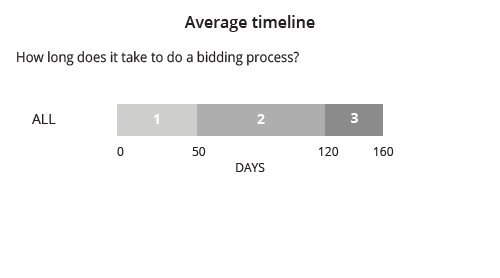 Average timeline
How long does it take to do a bidding process?
ALL 1 2 3
0 50 120 160
DAYS